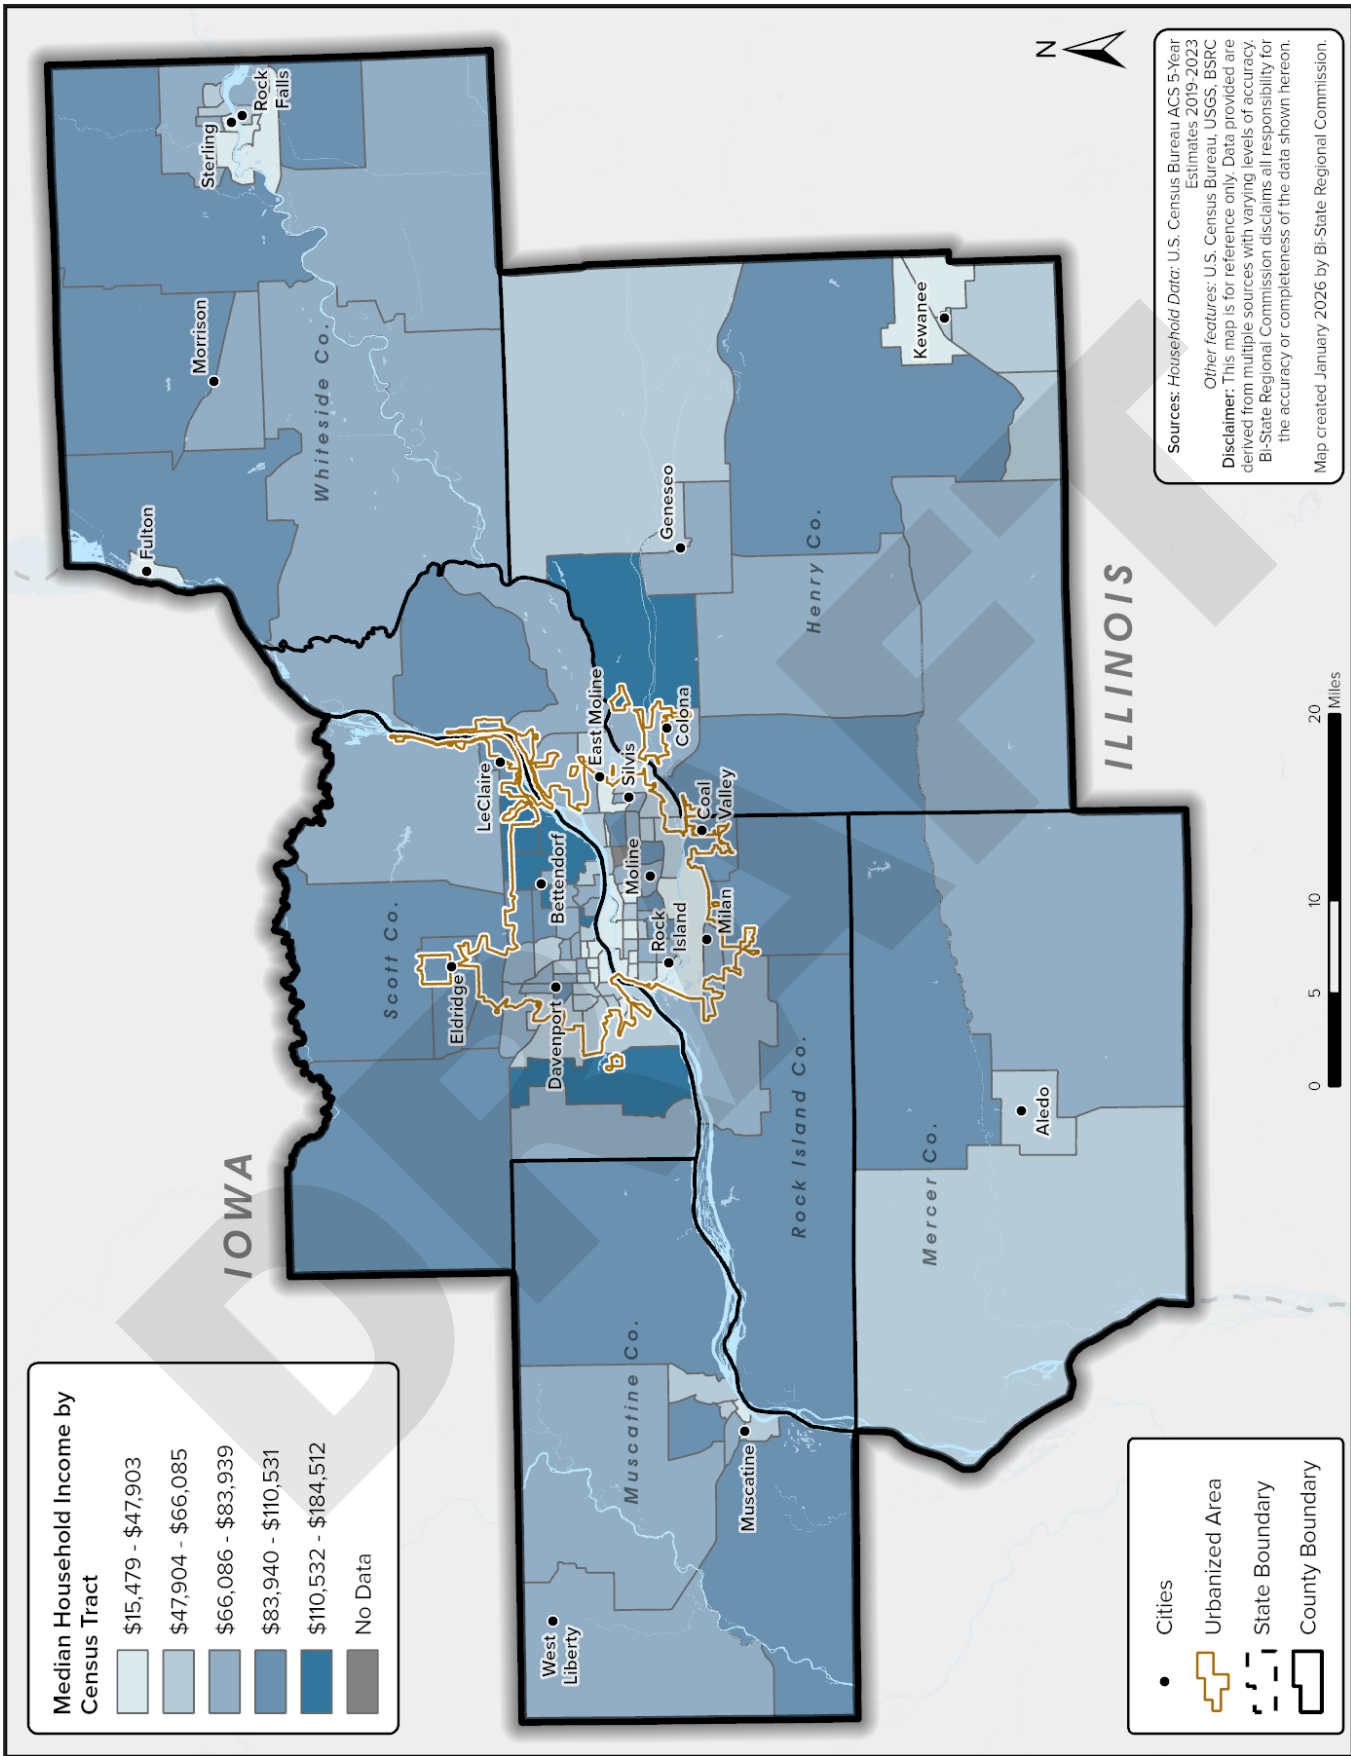 Median Household Income by
Census Tract
$15,479 - $47,903
$47,904 - $66,085
$66,086 - $83,939
$83,940 - $110,531
$110,532 - $184,512
No Data
IOWA
Scott Co.
Whiteside Co.
Muscatine Co.
Rock Island Co.
Mercer Co.
Henry Co.
ILLINOIS
Fulton
Morrison
Sterling
Rock
Falls
LeClaire
Eldridge
Bettendorf
Davenport
East Moline
Silvis
Moline
Rock
Island
Milan
Coal
Valley
Colona
Geneseo
Kewanee
Aledo
Muscatine
West
Liberty
DRAFT
N
Cities
Urbanized Area
State Boundary
County Boundary
0 5 10 20
Miles
Sources: Household Data: U.S. Census Bureau ACS 5-Year
Estimates 2019-2023
Other features: U.S. Census Bureau, USGS, BSRC
Disclaimer: This map is for reference only. Data provided are
derived from multiple sources with varying levels of accuracy.
Bi-State Regional Commission disclaims all responsibility for
the accuracy or completeness of the data shown hereon.
Map created January 2026 by Bi-State Regional Commission.